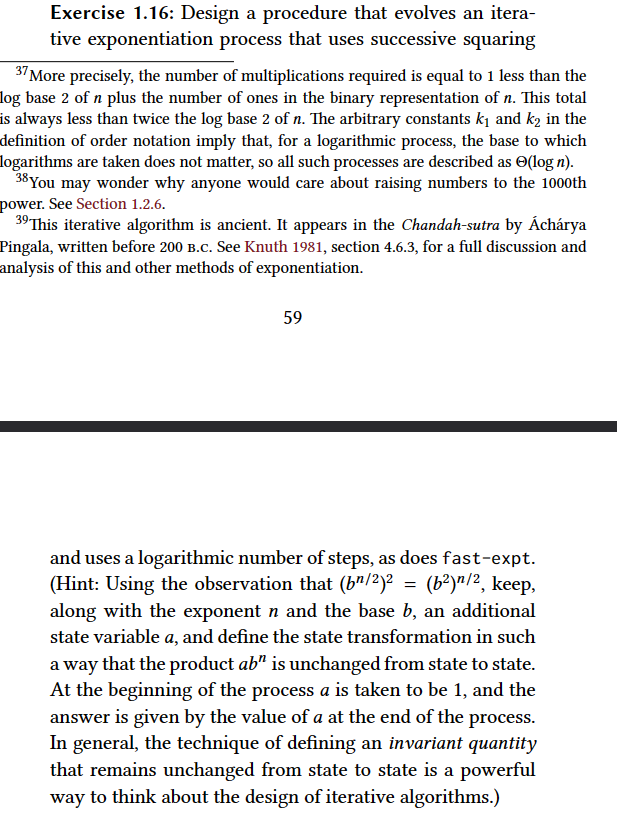 Exercise 1.16: Design a procedure that evolves an itera-
tive exponentiation process that uses successive squaring
37More precisely, the number of multiplications required is equal to 1 less than the
log base 2 of n plus the number of ones in the binary representation of n. This total
is always less than twice the log base 2 of n. The arbitrary constants k₁ and k₂ in the
definition of order notation imply that, for a logarithmic process, the base to which
logarithms are taken does not matter, so all such processes are described as Θ(log n).
38You may wonder why anyone would care about raising numbers to the 1000th
power. See Section 1.2.6.
39This iterative algorithm is ancient. It appears in the Chandah-sutra by Áchárya
Pingala, written before 200 B.C. See Knuth 1981, section 4.6.3, for a full discussion and
analysis of this and other methods of exponentiation.
59
and uses a logarithmic number of steps, as does fast-expt.
(Hint: Using the observation that (b^{n/2})² = (b²)^{n/2}, keep,
along with the exponent n and the base b, an additional
state variable a, and define the state transformation in such
a way that the product abⁿ is unchanged from state to state.
At the beginning of the process a is taken to be 1, and the
answer is given by the value of a at the end of the process.
In general, the technique of defining an invariant quantity
that remains unchanged from state to state is a powerful
way to think about the design of iterative algorithms.)